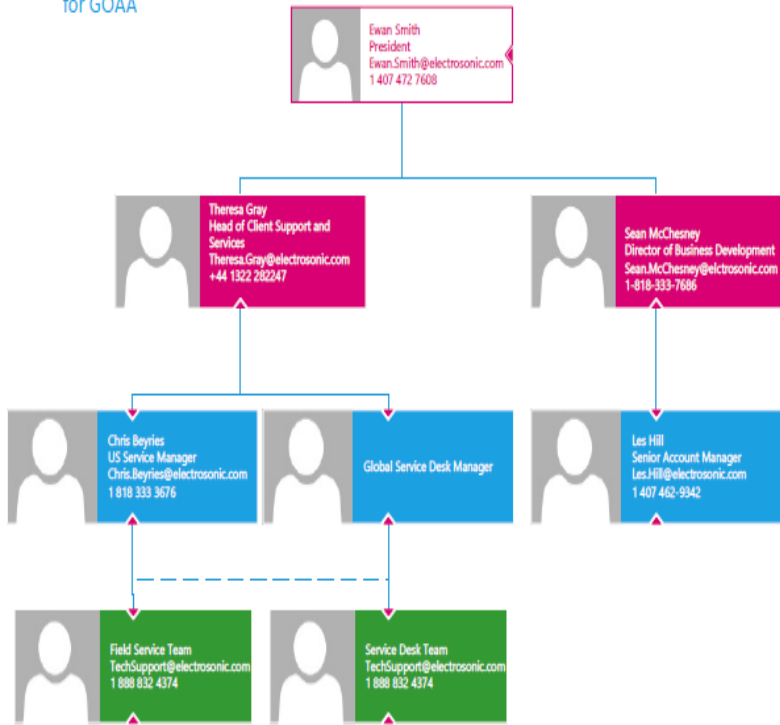 for GOAA
Ewan Smith
President
Ewan.Smith@electrosonic.com
1 407 472 7608
Theresa Gray
Head of Client Support and
Services
Theresa.Gray@electrosonic.com
+44 1322 282247
Sean McChesney
Director of Business Development
Sean.McChesney@elctrosonic.com
1-818-333-7686
Chris Beyries
US Service Manager
Chris.Beyries@electrosonic.com
1 818 333 3676
Global Service Desk Manager
Les Hill
Senior Account Manager
Les.Hill@electrosonic.com
1 407 462-9342
Field Service Team
TechSupport@electrosonic.com
1 888 832 4374
Service Desk Team
TechSupport@electrosonic.com
1 888 832 4374